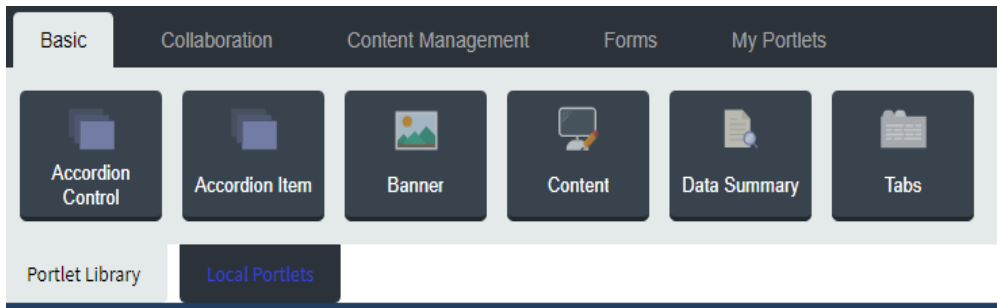 Basic Collaboration Content Management Forms My Portlets
Accordion
Control
Accordion Item
Banner
Content
Data Summary
Tabs
Portlet Library Local Portlets